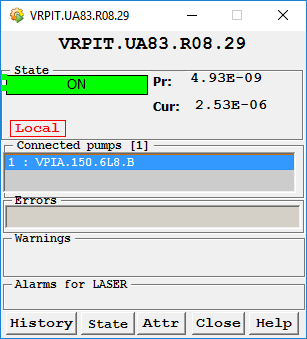 VRPIT.UA83.R08.29
VRPIT.UA83.R08.29
State
ON
Pr: 4.93E-09
Cur: 2.53E-06
Local
Connected pumps [1]
1 : VPIA.150.6L8.B
Errors
Warnings
Alarms for LASER
History State Attr Close Help